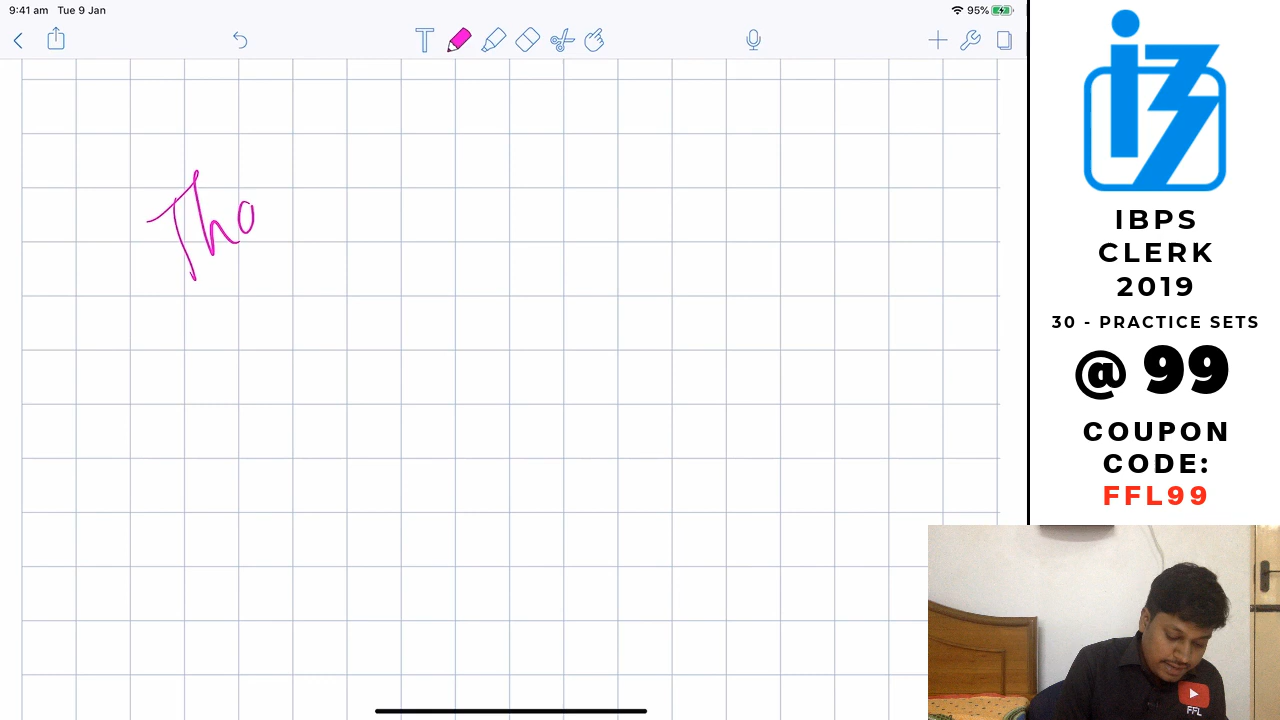 9:41 am Tue 9 Jan
95%
T
Tho
IBPS
CLERK
2019
30 - PRACTICE SETS
@ 99
COUPON
CODE:
FFL99
FFL